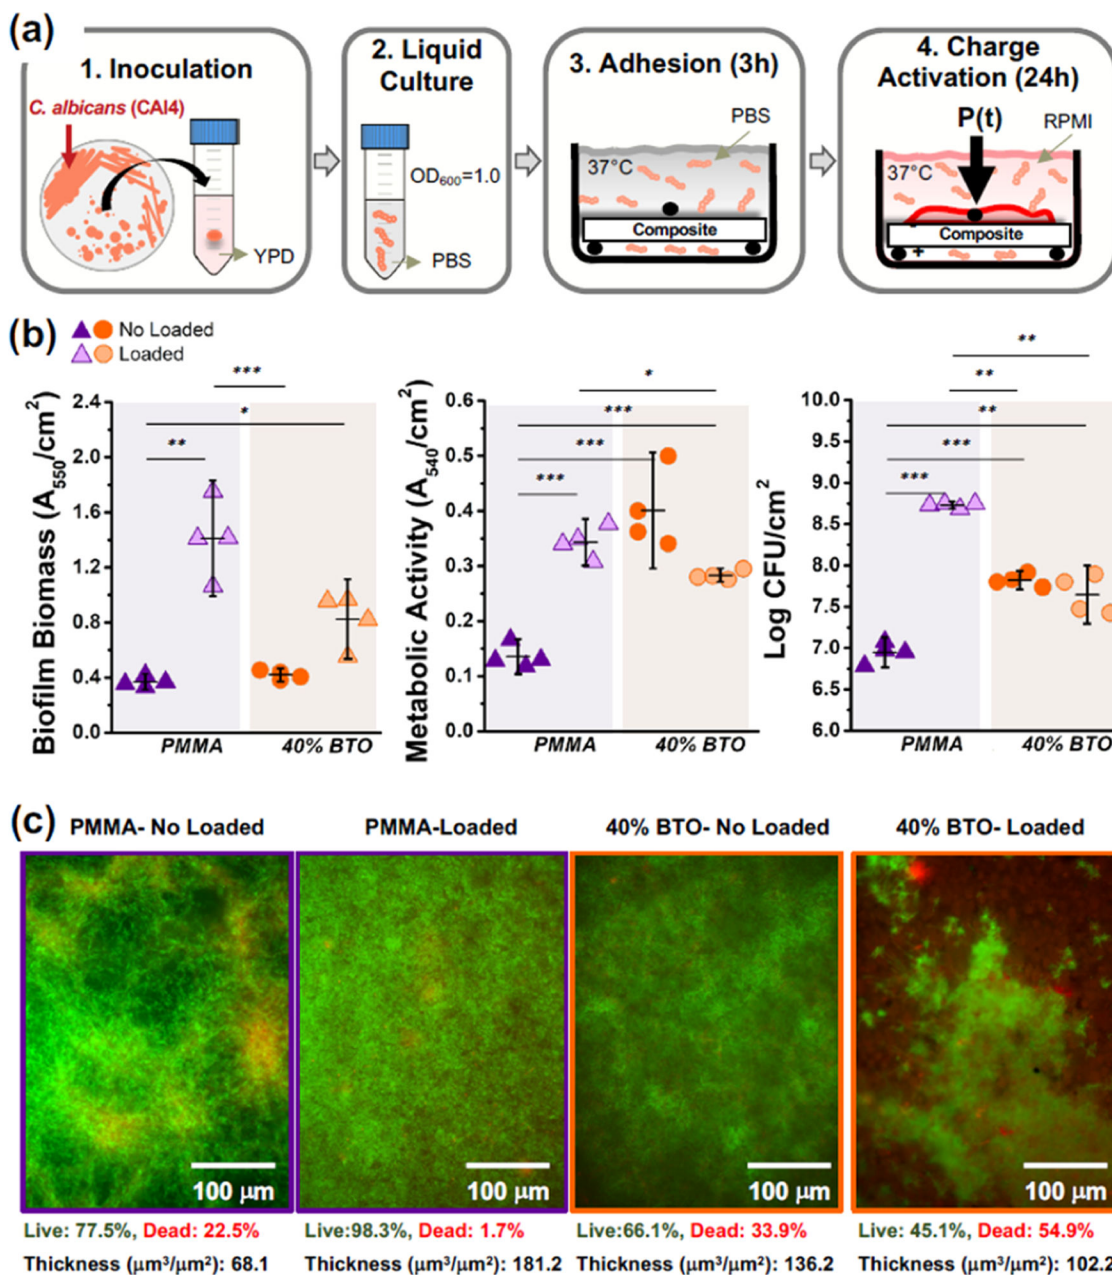 (a)
1. Inoculation
C. albicans (CAI4)
YPD
2. Liquid
Culture
OD600=1.0
PBS
3. Adhesion (3h)
PBS
37°C
Composite
4. Charge
Activation (24h)
P(t)
RPMI
37°C
-
Composite
+
(b)
No Loaded
Loaded
Biofilm Biomass (A550/cm2)
2.4
2.0
1.6
1.2
0.8
0.4
0.0
***
*
**
PMMA
40% BTO
Metabolic Activity (A540/cm2)
0.6
0.5
0.4
0.3
0.2
0.1
0.0
*
***
***
***
PMMA
40% BTO
Log CFU/cm2
10.0
9.5
9.0
8.5
8.0
7.5
7.0
6.5
6.0
**
**
**
***
***
PMMA
40% BTO
(c)
PMMA- No Loaded
PMMA-Loaded
40% BTO- No Loaded
40% BTO- Loaded
100 µm
100 µm
100 µm
100 µm
Live: 77.5%, Dead: 22.5%
Live:98.3%, Dead: 1.7%
Live:66.1%, Dead: 33.9%
Live: 45.1%, Dead: 54.9%
Thickness (µm3/µm2): 68.1
Thickness (µm3/µm2): 181.2
Thickness (µm3/µm2): 136.2
Thickness (µm3/µm2): 102.2